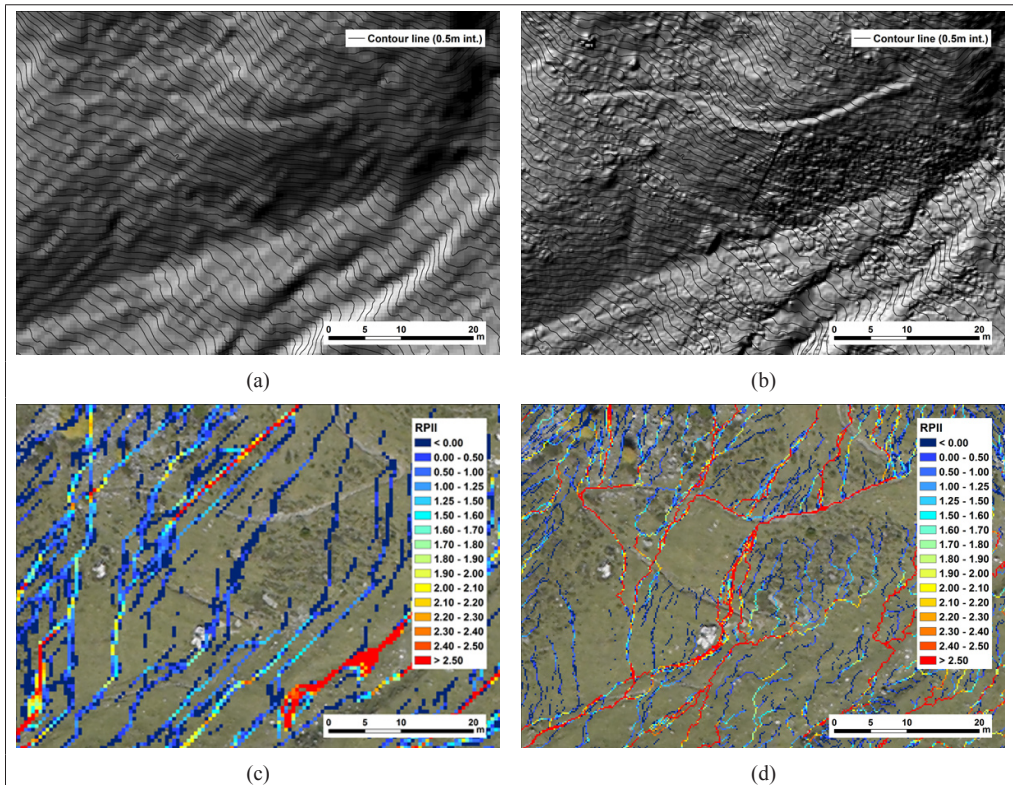 Contour line (0.5m int.)
0 5 10 20
m
(a)
Contour line (0.5m int.)
0 5 10 20
m
(b)
RPII
< 0.00
0.00 - 0.50
0.50 - 1.00
1.00 - 1.25
1.25 - 1.50
1.50 - 1.60
1.60 - 1.70
1.70 - 1.80
1.80 - 1.90
1.90 - 2.00
2.00 - 2.10
2.10 - 2.20
2.20 - 2.30
2.30 - 2.40
2.40 - 2.50
> 2.50
0 5 10 20
m
(c)
RPII
< 0.00
0.00 - 0.50
0.50 - 1.00
1.00 - 1.25
1.25 - 1.50
1.50 - 1.60
1.60 - 1.70
1.70 - 1.80
1.80 - 1.90
1.90 - 2.00
2.00 - 2.10
2.10 - 2.20
2.20 - 2.30
2.30 - 2.40
2.40 - 2.50
> 2.50
0 5 10 20
m
(d)